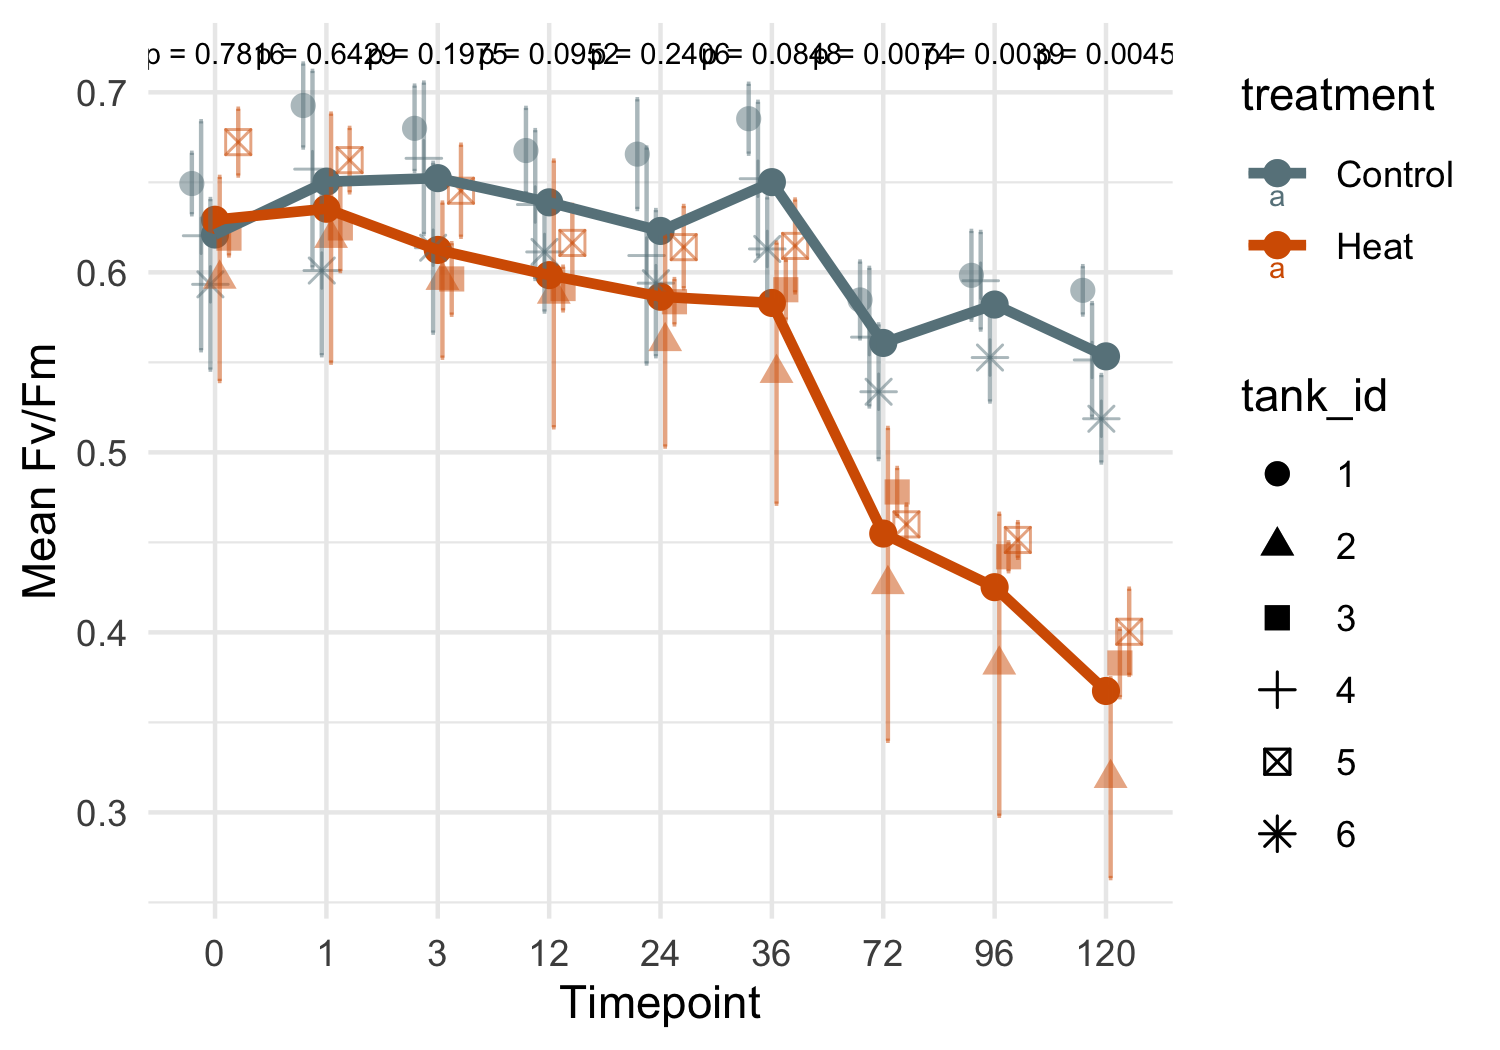 p = 0.7816 p = 0.6429 p = 0.1975 p = 0.0952 p = 0.2406 p = 0.0848 p = 0.0074 p = 0.0039 p = 0.0045
0.7
0.6
0.5
0.4
0.3
Mean Fv/Fm
0 1 3 12 24 36 72 96 120
Timepoint
treatment
a Control
a Heat
tank_id
1
2
3
4
5
6